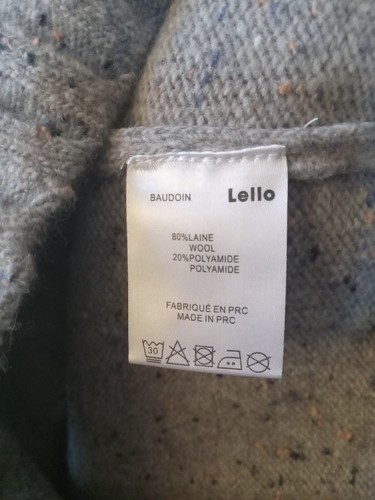 BAUDOIN Lello
80%LAINE
WOOL
20%POLYAMIDE
POLYAMIDE
FABRIQUÉ EN PRC
MADE IN PRC
30